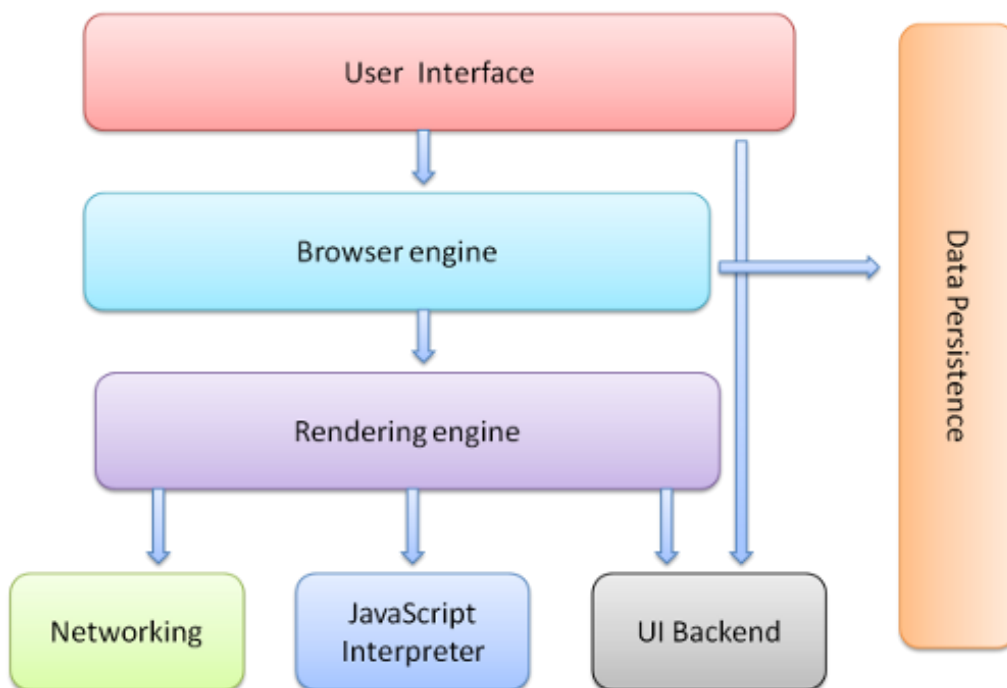 User Interface
Browser engine
Data Persistence
Rendering engine
Networking
JavaScript
Interpreter
UI Backend